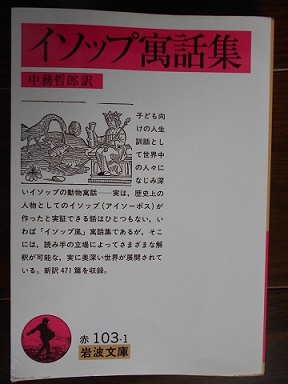 イソップ寓話集
中務哲郎訳
子ども向
けの人生
訓話とし
て世界中
の人々に
なじみ深
いイソップの動物寓話──実は，歴史上の
人物としてのイソップ（アイソーポス）が
作ったと実証できる話はひとつもない，い
わば「イソップ風」寓話集であるが，そこ
には，読み手の立場によってさまざまな解
釈が可能な，実に奥深い世界が展開されて
いる。新訳 471 篇を収録。
赤 103-1
岩波文庫